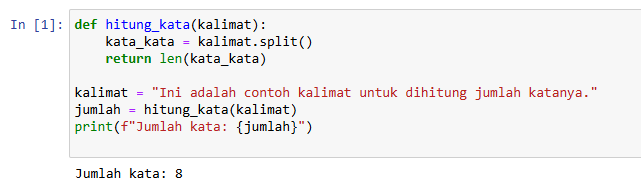 In [1]: def hitung_kata(kalimat):
    kata_kata = kalimat.split()
    return len(kata_kata)
kalimat = "Ini adalah contoh kalimat untuk dihitung jumlah katanya."
jumlah = hitung_kata(kalimat)
print(f"Jumlah kata: {jumlah}")
Jumlah kata: 8